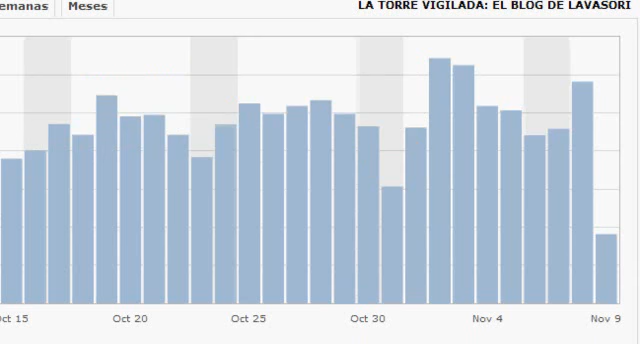 emanas Meses LA TORRE VIGILADA: EL BLOG DE LAVASORI
ct 15 Oct 20 Oct 25 Oct 30 Nov 4 Nov 9